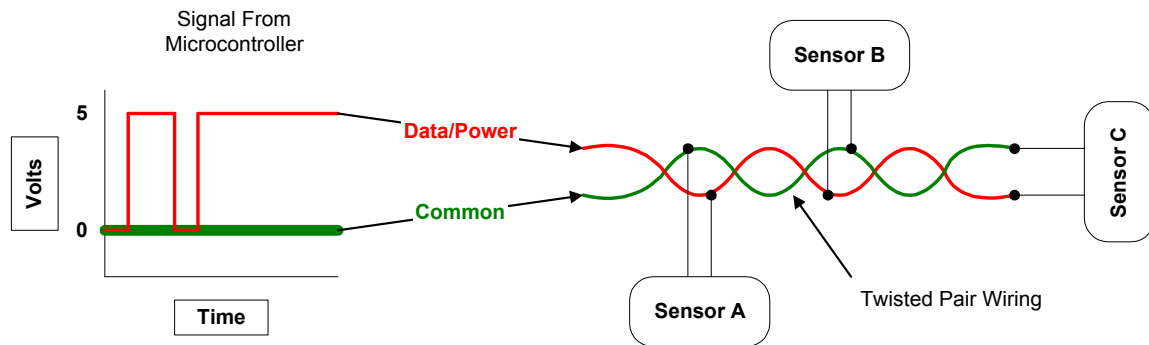 Signal From
Microcontroller
5
0
Volts
Time
Data/Power
Common
Sensor A
Sensor B
Sensor C
Twisted Pair Wiring